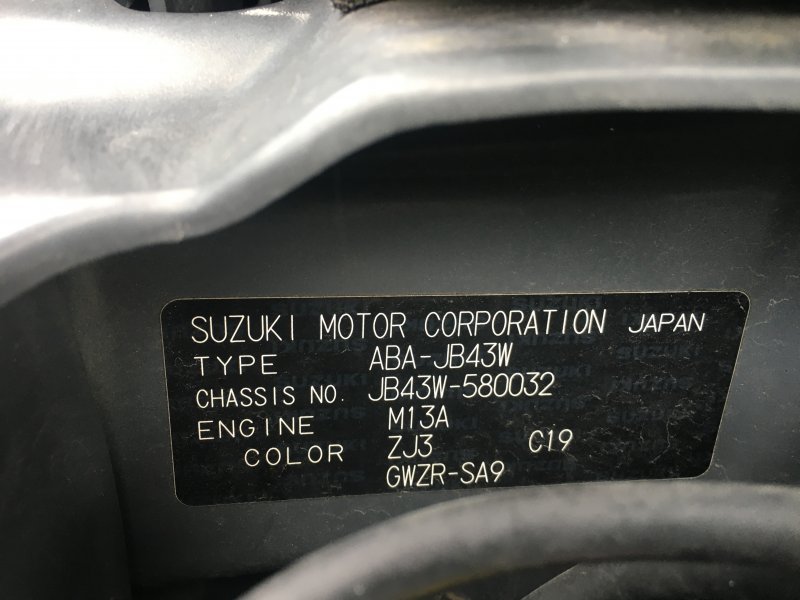 SUZUKI MOTOR CORPORATION JAPAN
TYPE ABA-JB43W
CHASSIS NO. JB43W-580032
ENGINE M13A
COLOR ZJ3 C19
GWZR-SA9